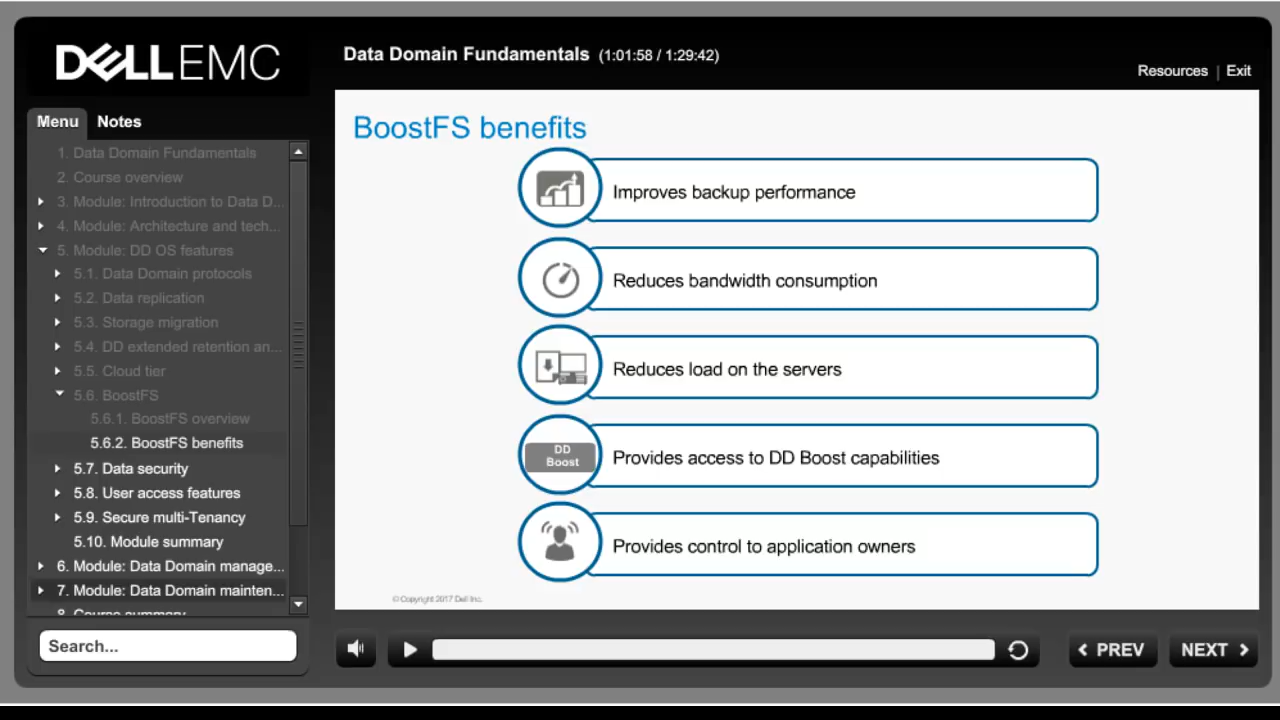 DELLEMC
Data Domain Fundamentals (1:01:58 / 1:29:42)
Resources | Exit
Menu Notes
1. Data Domain Fundamentals
2. Course overview
3. Module: Introduction to Data D...
4. Module: Architecture and tech...
5. Module: DD OS features
5.1. Data Domain protocols
5.2. Data replication
5.3. Storage migration
5.4. DD extended retention an...
5.5. Cloud tier
5.6. BoostFS
5.6.1. BoostFS overview
5.6.2. BoostFS benefits
5.7. Data security
5.8. User access features
5.9. Secure multi-Tenancy
5.10. Module summary
6. Module: Data Domain manage...
7. Module: Data Domain mainten...
8. Course summary
Search...
BoostFS benefits
Improves backup performance
Reduces bandwidth consumption
Reduces load on the servers
DD
Boost
Provides access to DD Boost capabilities
Provides control to application owners
© Copyright 2017 Dell Inc.
PREV
NEXT